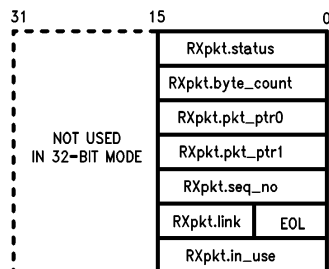 31 15 0
RXpkt.status
RXpkt.byte_count
RXpkt.pkt_ptr0
NOT USED
IN 32-BIT MODE
RXpkt.pkt_ptr1
RXpkt.seq_no
RXpkt.link EOL
RXpkt.in_use